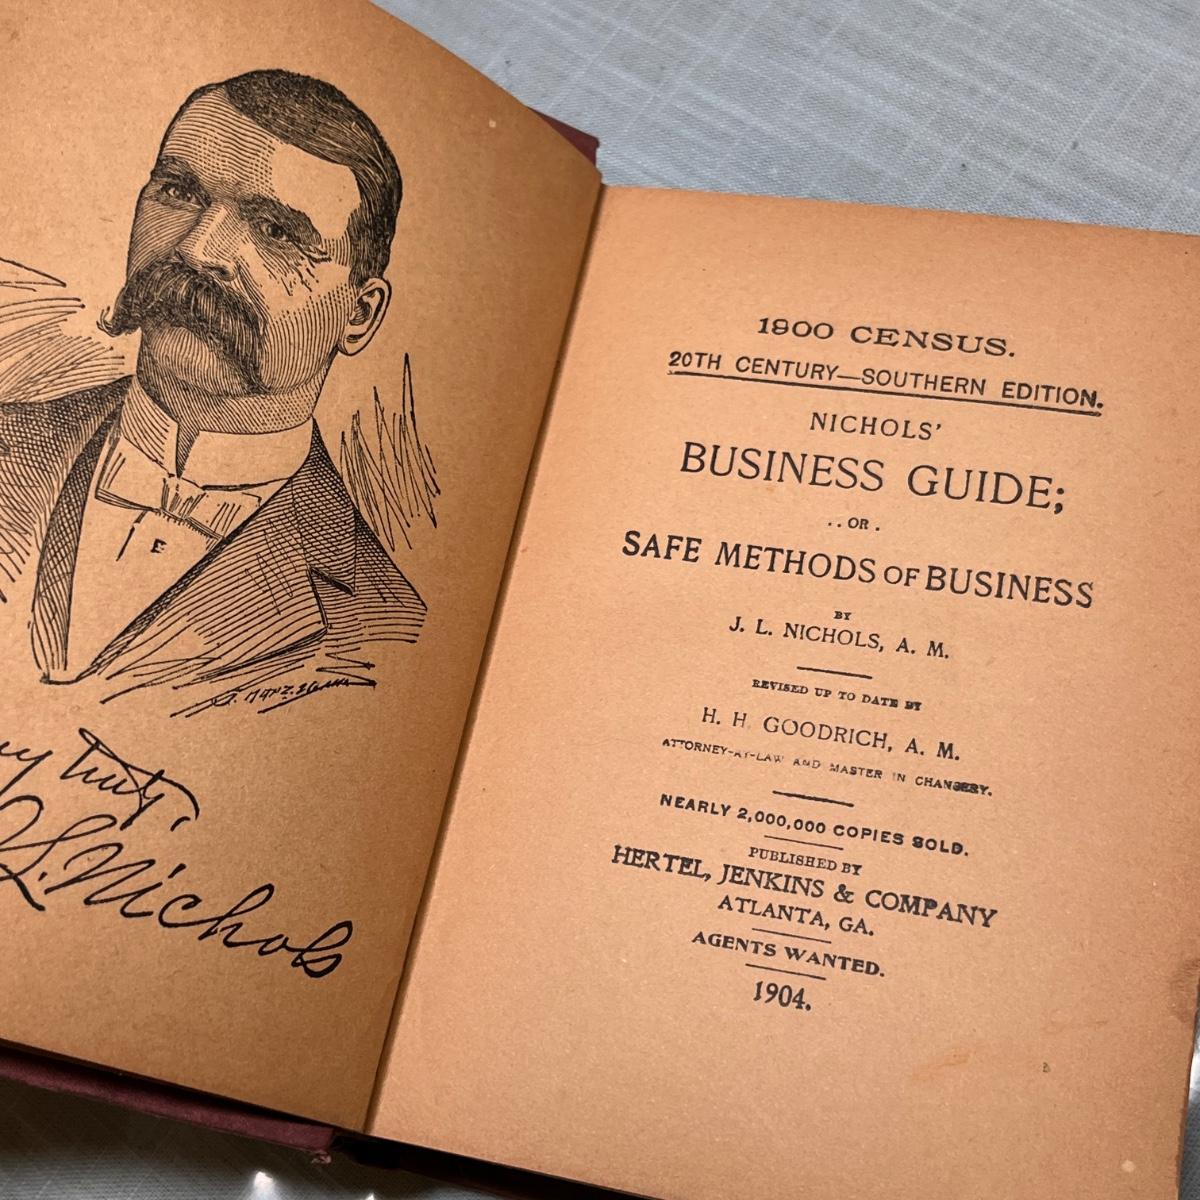 E
uy Truly,
L. Nichols
1900 CENSUS.
20TH CENTURY—SOUTHERN EDITION.
NICHOLS'
BUSINESS GUIDE;
.. OR .
SAFE METHODS OF BUSINESS
BY
J. L. NICHOLS, A. M.
REVISED UP TO DATE BY
H. H. GOODRICH, A. M.
ATTORNEY-AT-LAW AND MASTER IN CHANCERY.
NEARLY 2,000,000 COPIES SOLD.
PUBLISHED BY
HERTEL, JENKINS & COMPANY
ATLANTA, GA.
AGENTS WANTED.
1904.